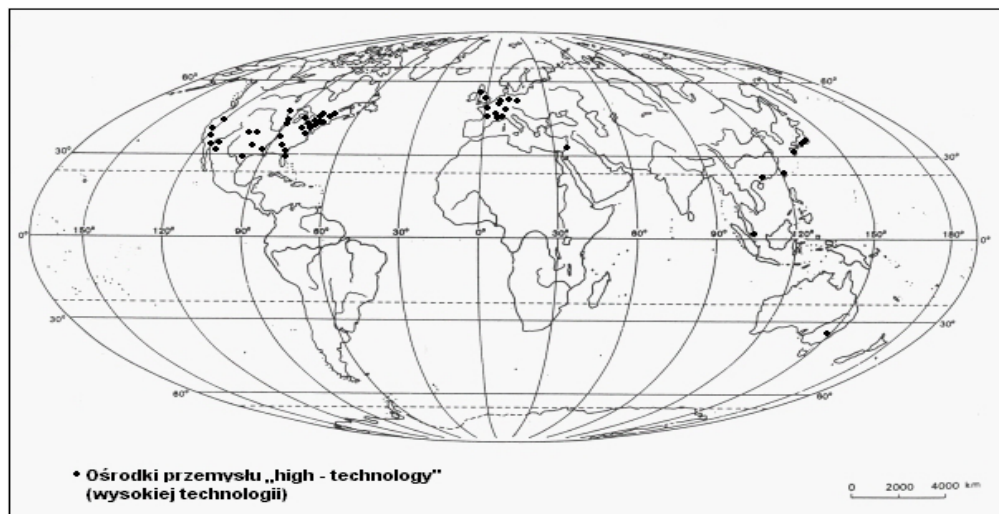 60° 60°
30° 30°
0° 150° 90° 60° 30° 0° 30° 60° 90° 120° 150° 180° 0°
30° 30°
60° 60°
Ośrodki przemysłu „high - technology"
(wysokiej technologii)
0 2000 4000 km